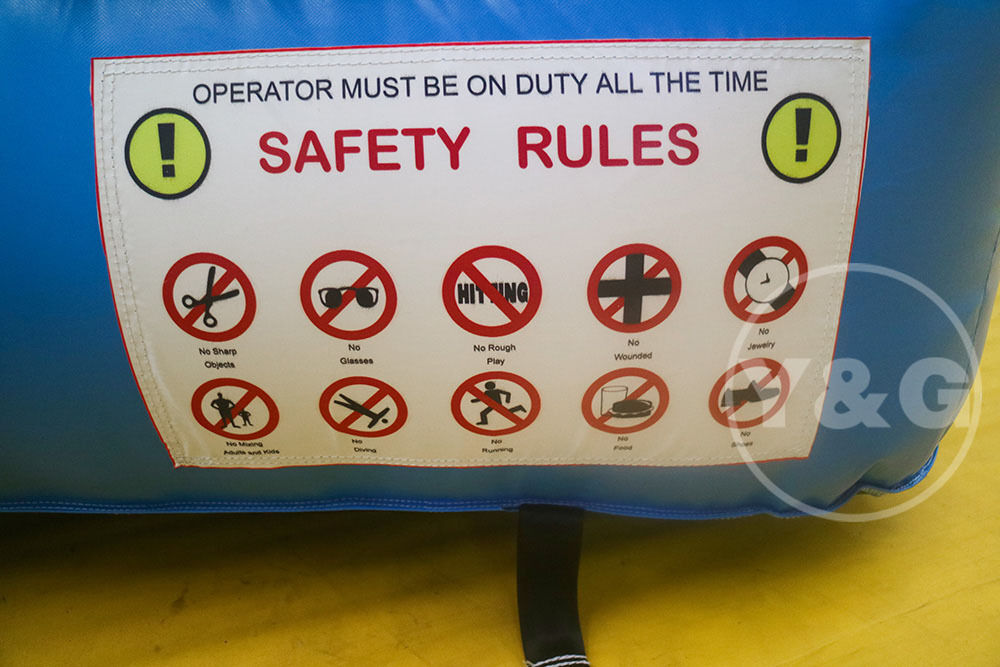 OPERATOR MUST BE ON DUTY ALL THE TIME
! !
SAFETY RULES
HITTING
No Sharp
Objects
No
Glasses
No Rough
Play
No
Wounded
No
Jewelry
No Mixing
Adults and Kids
No
Diving
No
Running
No
Food
No
Shoes
Y&G